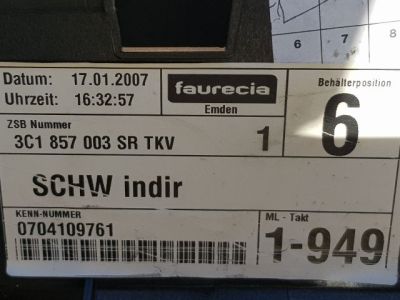 6 7 8
Datum: 17.01.2007
Uhrzeit: 16:32:57
faurecia
Emden
Behälterposition
6
ZSB Nummer
3C1 857 003 SR TKV 1
SCHW indir
KENN-NUMMER
0704109761
ML - Takt
1-949